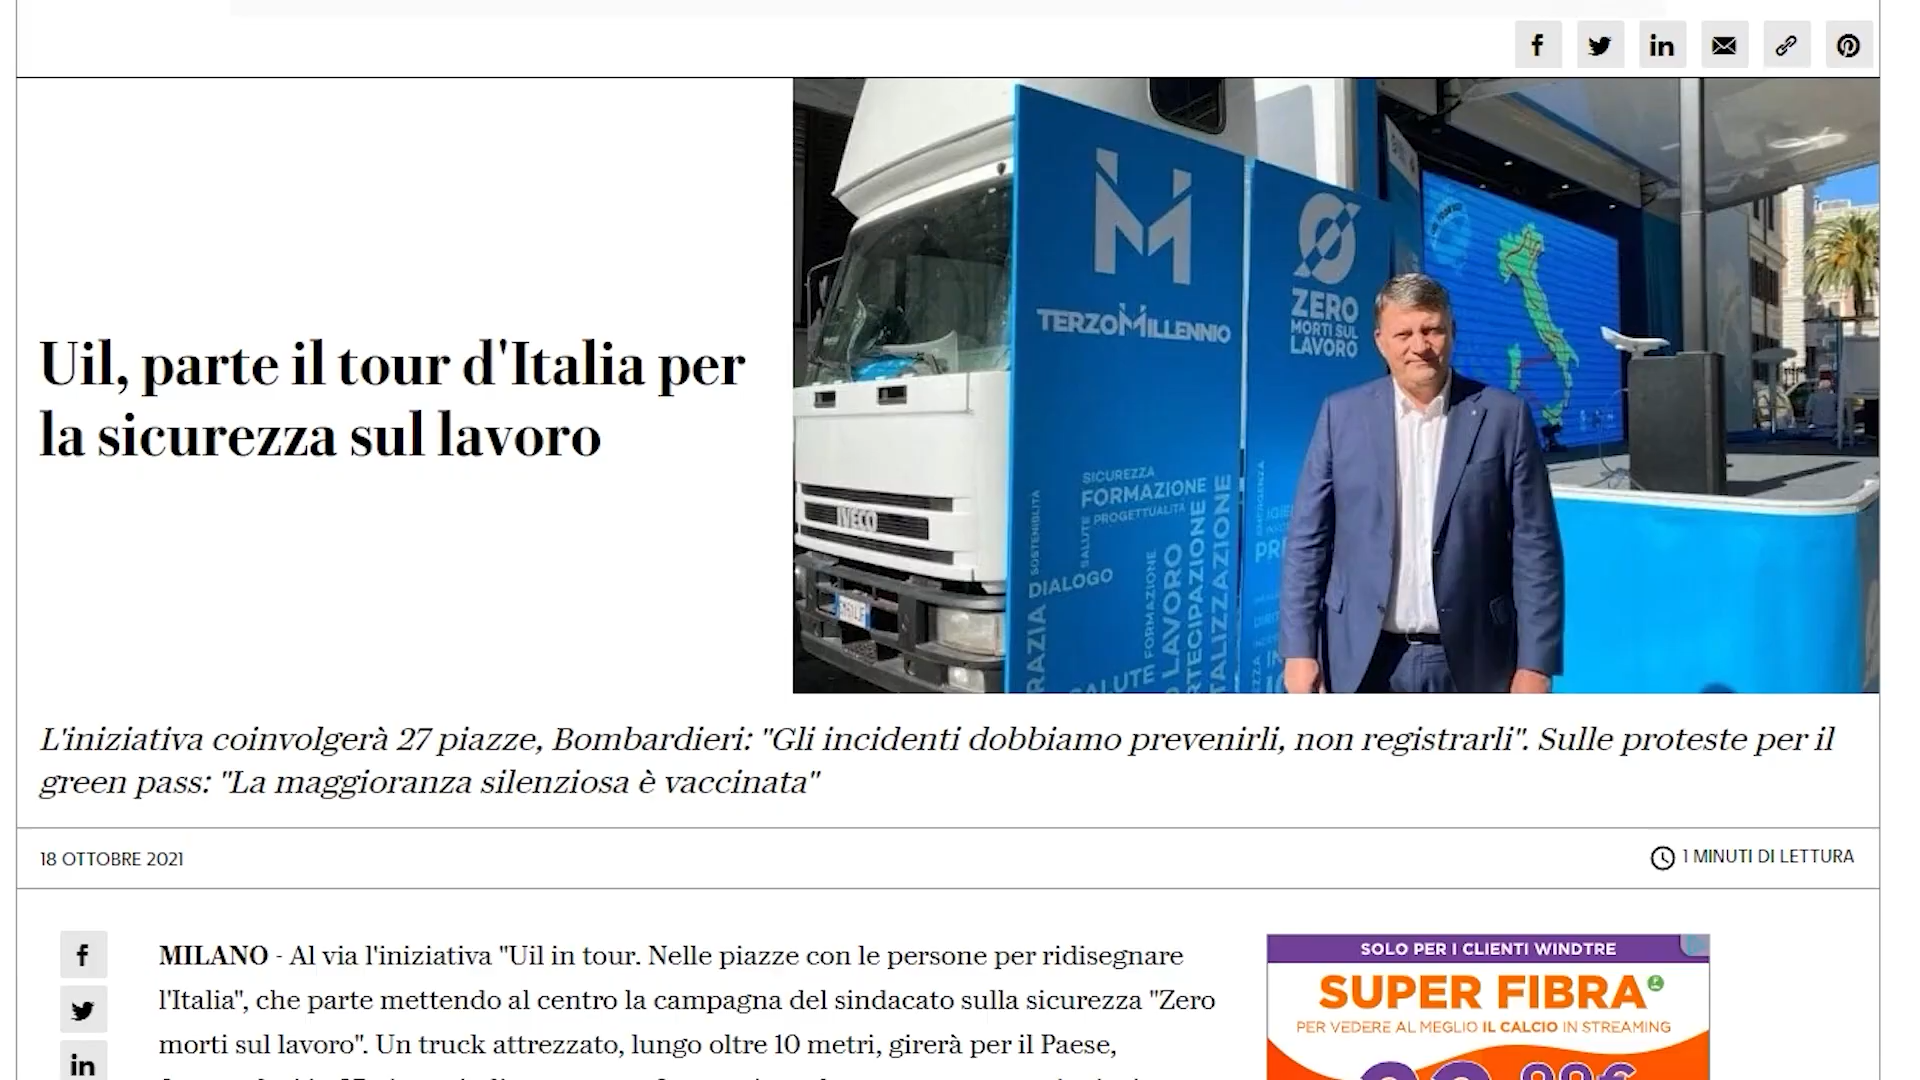 Uil, parte il tour d'Italia per
la sicurezza sul lavoro
TERZOMILLENNIO
ZERO
MORTI SUL
LAVORO
SICUREZZA
FORMAZIONE
PROGETTUALITÀ
SOSTENIBILITÀ
SALUTE
DIALOGO
FORMAZIONE
LAVORO
IVECO
L'iniziativa coinvolgerà 27 piazze, Bombardieri: "Gli incidenti dobbiamo prevenirli, non registrarli". Sulle proteste per il
green pass: "La maggioranza silenziosa è vaccinata"
18 OTTOBRE 2021
1 MINUTI DI LETTURA
MILANO - Al via l'iniziativa "Uil in tour. Nelle piazze con le persone per ridisegnare
l'Italia", che parte mettendo al centro la campagna del sindacato sulla sicurezza "Zero
morti sul lavoro". Un truck attrezzato, lungo oltre 10 metri, girerà per il Paese,
SOLO PER I CLIENTI WINDTRE
SUPER FIBRA
PER VEDERE AL MEGLIO IL CALCIO IN STREAMING